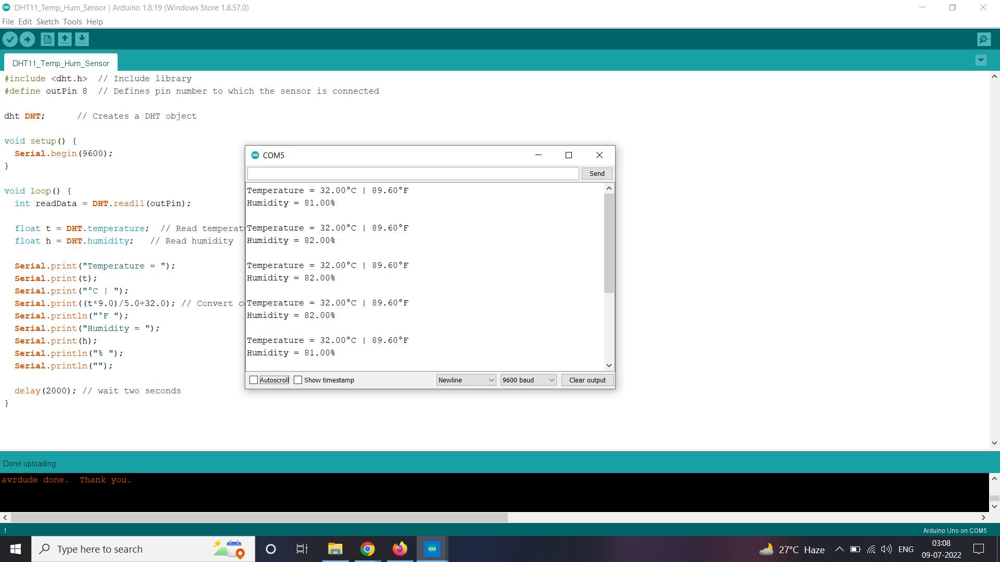 DHT11_Temp_Hum_Sensor | Arduino 1.8.19 (Windows Store 1.8.57.0)
File Edit Sketch Tools Help
DHT11_Temp_Hum_Sensor
#include <dht.h>  // Include library
#define outPin 8  // Defines pin number to which the sensor is connected
dht DHT;      // Creates a DHT object
void setup() {
  Serial.begin(9600);
}
void loop() {
  int readData = DHT.read11(outPin);
  float t = DHT.temperature;  // Read temperat
  float h = DHT.humidity;   // Read humidity
  Serial.print("Temperature = ");
  Serial.print(t);
  Serial.print("°C | ");
  Serial.print((t*9.0)/5.0+32.0); // Convert c
  Serial.println("°F ");
  Serial.print("Humidity = ");
  Serial.print(h);
  Serial.println("% ");
  Serial.println("");
  delay(2000); // wait two seconds
}
COM5
Send
Temperature = 32.00°C | 89.60°F
Humidity = 81.00%
Temperature = 32.00°C | 89.60°F
Humidity = 82.00%
Temperature = 32.00°C | 89.60°F
Humidity = 82.00%
Temperature = 32.00°C | 89.60°F
Humidity = 82.00%
Temperature = 32.00°C | 89.60°F
Humidity = 81.00%
Autoscroll Show timestamp Newline 9600 baud Clear output
Done uploading.
avrdude done.  Thank you.
1
Arduino Uno on COM5
Type here to search
27°C Haze
ENG
03:08
09-07-2022